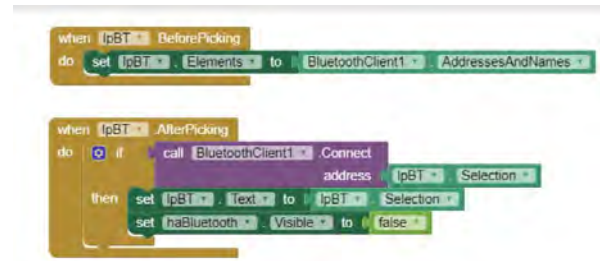 when lpBT .BeforePicking
do set lpBT . Elements to BluetoothClient1 . AddressesAndNames
when lpBT .AfterPicking
do if call BluetoothClient1 .Connect
address lpBT . Selection
then set lpBT . Text to lpBT . Selection
set haBluetooth . Visible to false